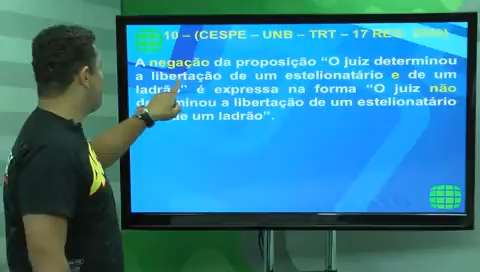 10 – (CESPE – UNB – TRT – 17 REG. 2009)
A negação da proposição “O juiz determinou
a libertação de um estelionatário e de um
ladrão” é expressa na forma “O juiz não
a libertação de um estelionatário
de um ladrão”.